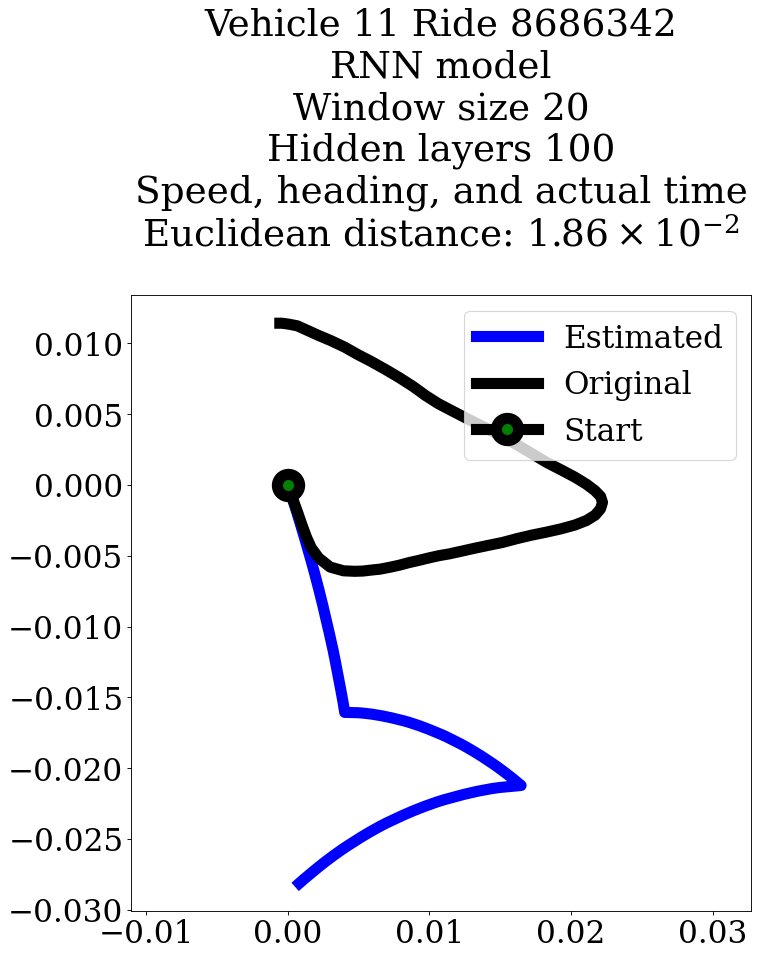 Vehicle 11 Ride 8686342
RNN model
Window size 20
Hidden layers 100
Speed, heading, and actual time
Euclidean distance: 1.86 × 10⁻²
Estimated
Original
Start
0.010
0.005
0.000
−0.005
−0.010
−0.015
−0.020
−0.025
−0.030
−0.01 0.00 0.01 0.02 0.03